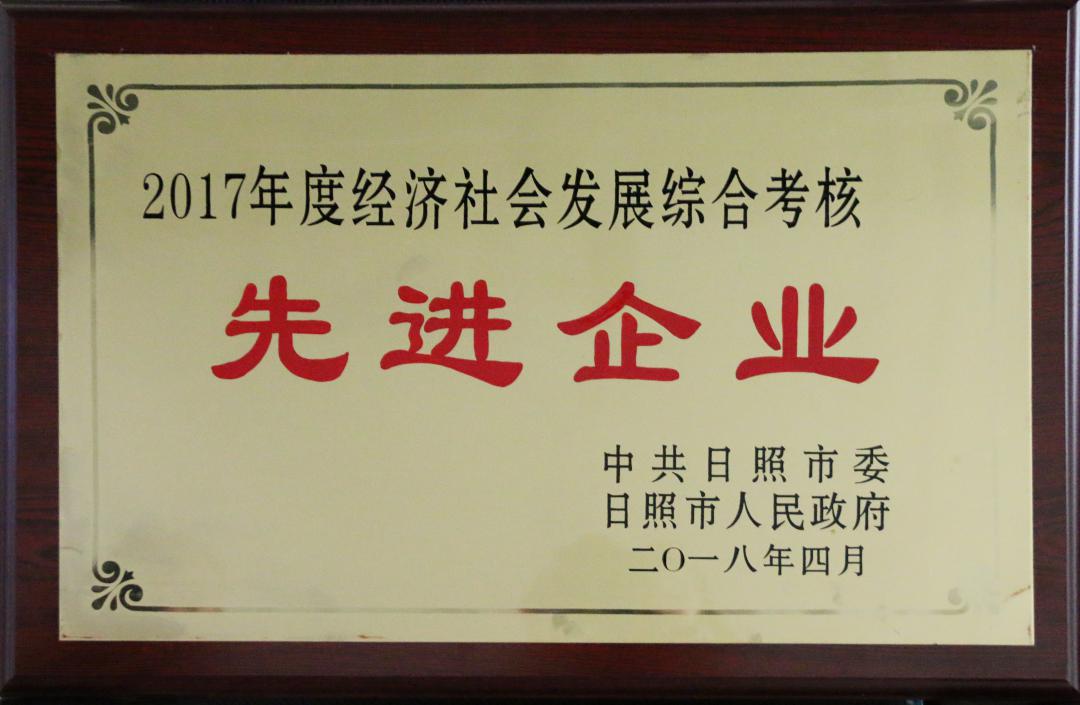 2017年度经济社会发展综合考核
先进企业
中共日照市委
日照市人民政府
二〇一八年四月